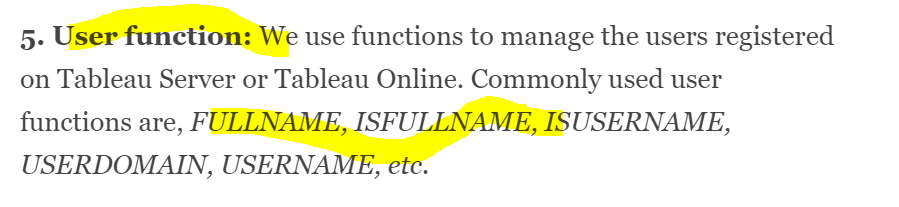 5. User function: We use functions to manage the users registered
on Tableau Server or Tableau Online. Commonly used user
functions are, FULLNAME, ISFULLNAME, ISUSERNAME,
USERDOMAIN, USERNAME, etc.